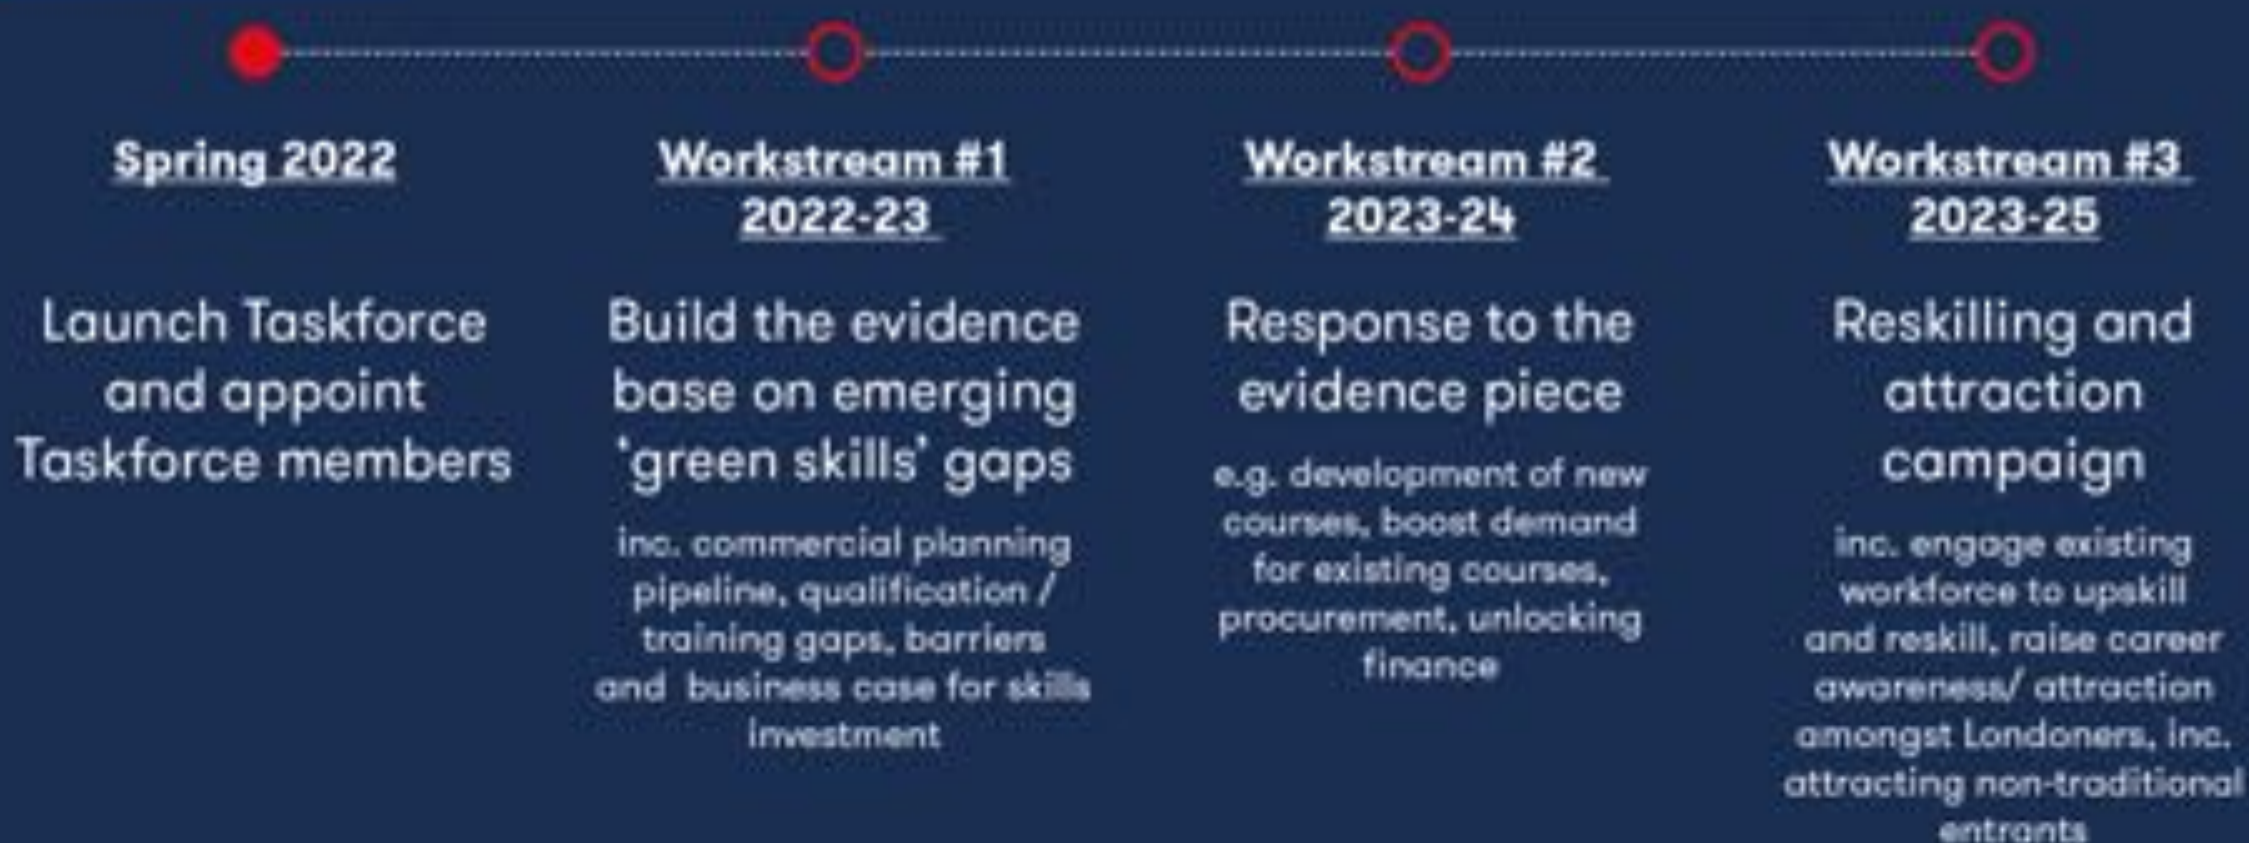 Spring 2022
Launch Taskforce
and appoint
Taskforce members
Workstream #1
2022-23
Build the evidence
base on emerging
‘green skills’ gaps
inc. commercial planning
pipeline, qualification /
training gaps, barriers
and business case for skills
investment
Workstream #2
2023-24
Response to the
evidence piece
e.g. development of new
courses, boost demand
for existing courses,
procurement, unlocking
finance
Workstream #3
2023-25
Reskilling and
attraction
campaign
inc. engage existing
workforce to upskill
and reskill, raise career
awareness/ attraction
amongst Londoners, inc.
attracting non-traditional
entrants